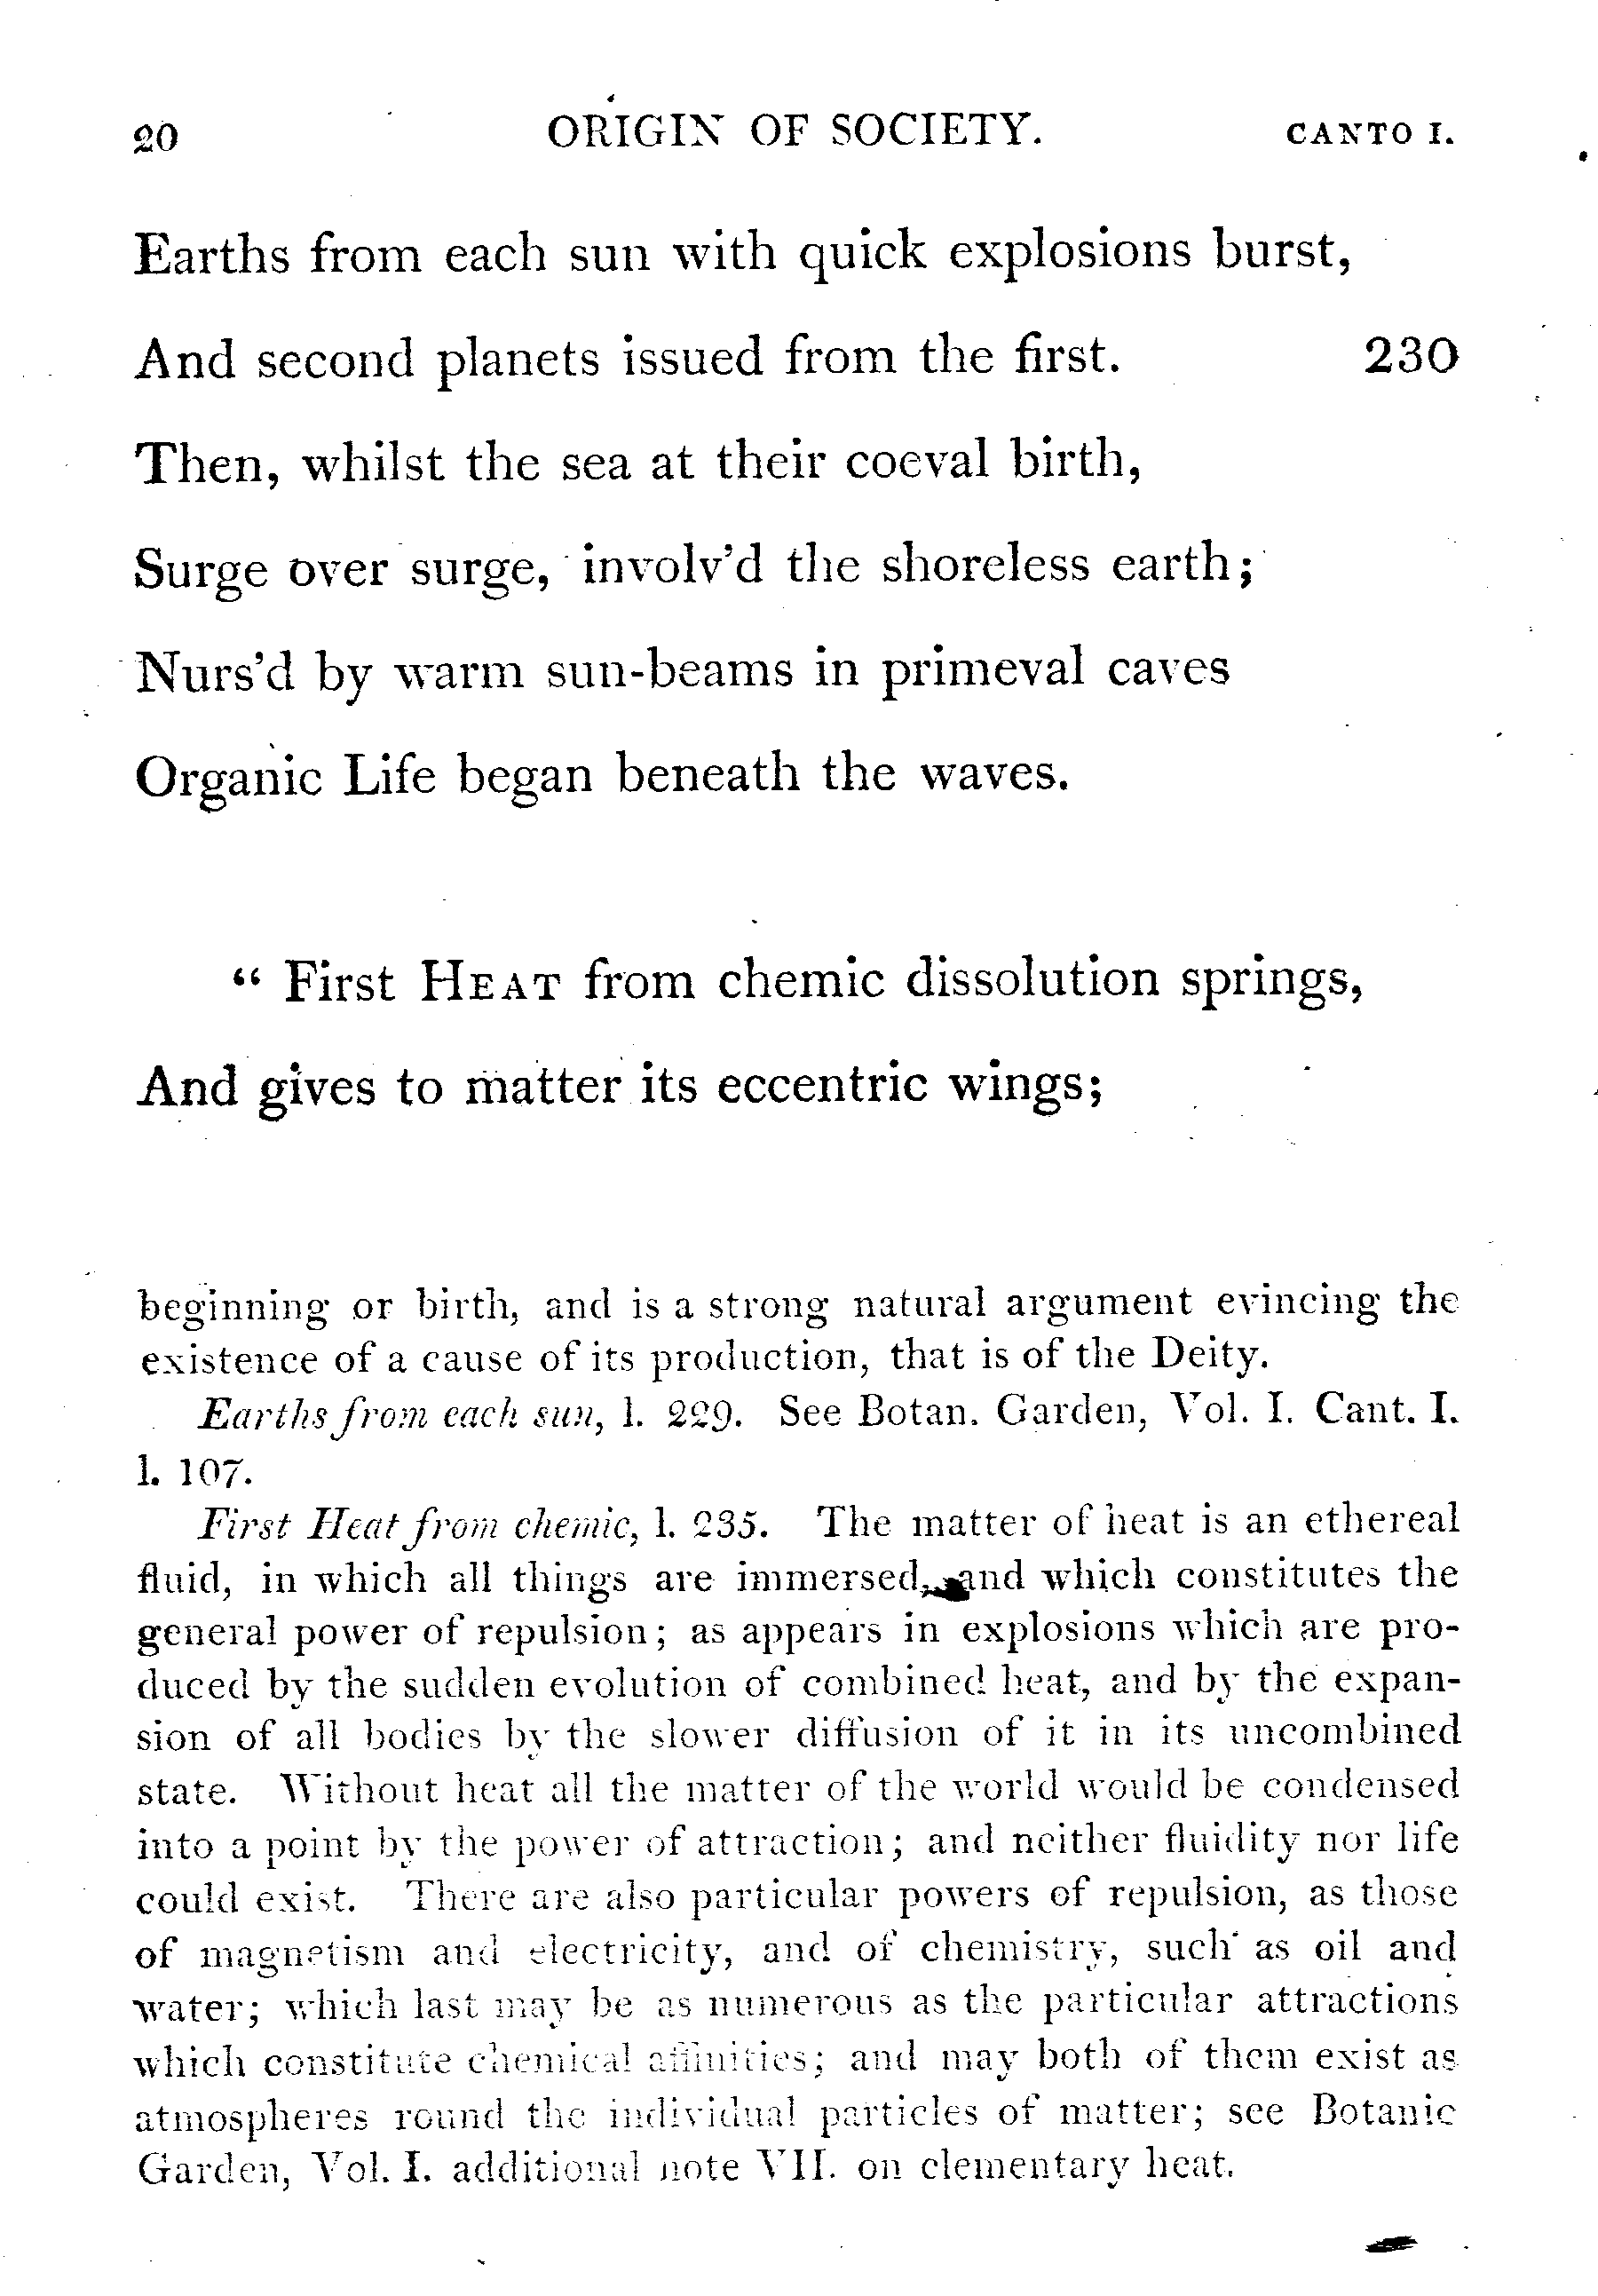 20 ORIGIN OF SOCIETY. CANTO I.
Earths from each sun with quick explosions burst,
And second planets issued from the first. 230
Then, whilst the sea at their coeval birth,
Surge over surge, involv'd the shoreless earth;
Nurs'd by warm sun-beams in primeval caves
Organic Life began beneath the waves.
“ First HEAT from chemic dissolution springs,
And gives to matter its eccentric wings;
beginning or birth, and is a strong natural argument evincing the
existence of a cause of its production, that is of the Deity.
Earths from each sun, l. 229. See Botan. Garden, Vol. I. Cant. I.
l. 107.
First Heat from chemic, l. 235. The matter of heat is an ethereal
fluid, in which all things are immersed, and which constitutes the
general power of repulsion; as appears in explosions which are pro-
duced by the sudden evolution of combined heat, and by the expan-
sion of all bodies by the slower diffusion of it in its uncombined
state. Without heat all the matter of the world would be condensed
into a point by the power of attraction; and neither fluidity nor life
could exist. There are also particular powers of repulsion, as those
of magnetism and electricity, and of chemistry, such as oil and
water; which last may be as numerous as the particular attractions
which constitute chemical affinities; and may both of them exist as
atmospheres round the individual particles of matter; see Botanic
Garden, Vol. I. additional note VII. on elementary heat.